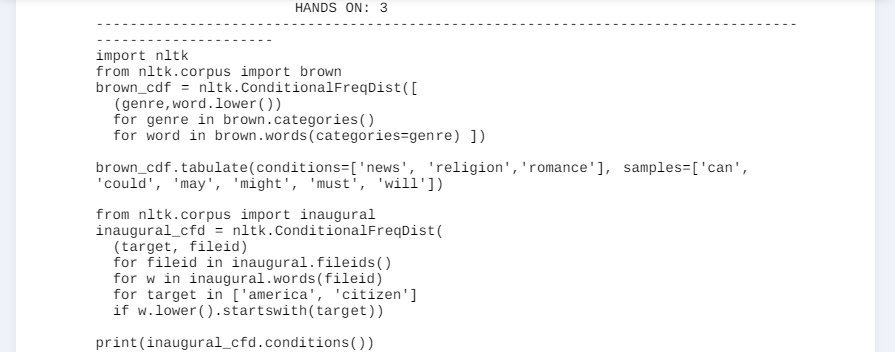 HANDS ON: 3
--------------------------------------------------------------------------------
--------------------
import nltk
from nltk.corpus import brown
brown_cdf = nltk.ConditionalFreqDist([
(genre,word.lower())
for genre in brown.categories()
for word in brown.words(categories=genre) ])
brown_cdf.tabulate(conditions=['news', 'religion','romance'], samples=['can',
'could', 'may', 'might', 'must', 'will'])
from nltk.corpus import inaugural
inaugural_cfd = nltk.ConditionalFreqDist(
(target, fileid)
for fileid in inaugural.fileids()
for w in inaugural.words(fileid)
for target in ['america', 'citizen']
if w.lower().startswith(target))
print(inaugural_cfd.conditions())